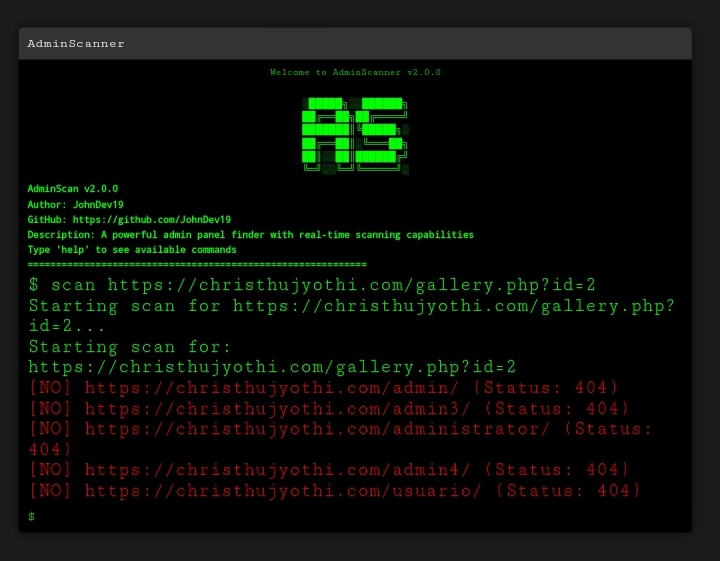 AdminScanner
Welcome to AdminScanner v2.0.0
AS
AdminScan v2.0.0
Author: JohnDev19
GitHub: https://github.com/JohnDev19
Description: A powerful admin panel finder with real-time scanning capabilities
Type 'help' to see available commands
============================================================
$ scan https://christhujyothi.com/gallery.php?id=2
Starting scan for https://christhujyothi.com/gallery.php?
id=2...
Starting scan for:
https://christhujyothi.com/gallery.php?id=2
[NO] https://christhujyothi.com/admin/ (Status: 404)
[NO] https://christhujyothi.com/admin3/ (Status: 404)
[NO] https://christhujyothi.com/administrator/ (Status:
404)
[NO] https://christhujyothi.com/admin4/ (Status: 404)
[NO] https://christhujyothi.com/usuario/ (Status: 404)
$